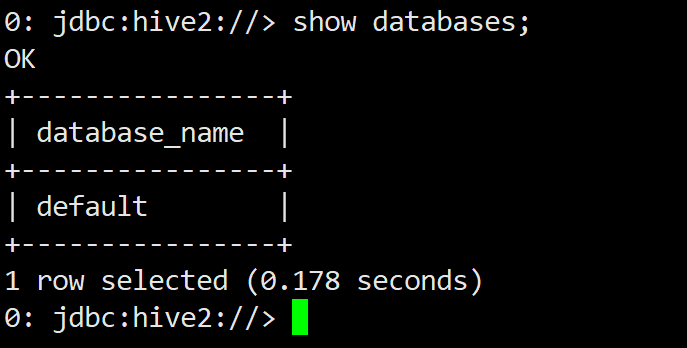 0: jdbc:hive2://> show databases;
OK
+----------------+
| database_name  |
+----------------+
| default        |
+----------------+
1 row selected (0.178 seconds)
0: jdbc:hive2://>